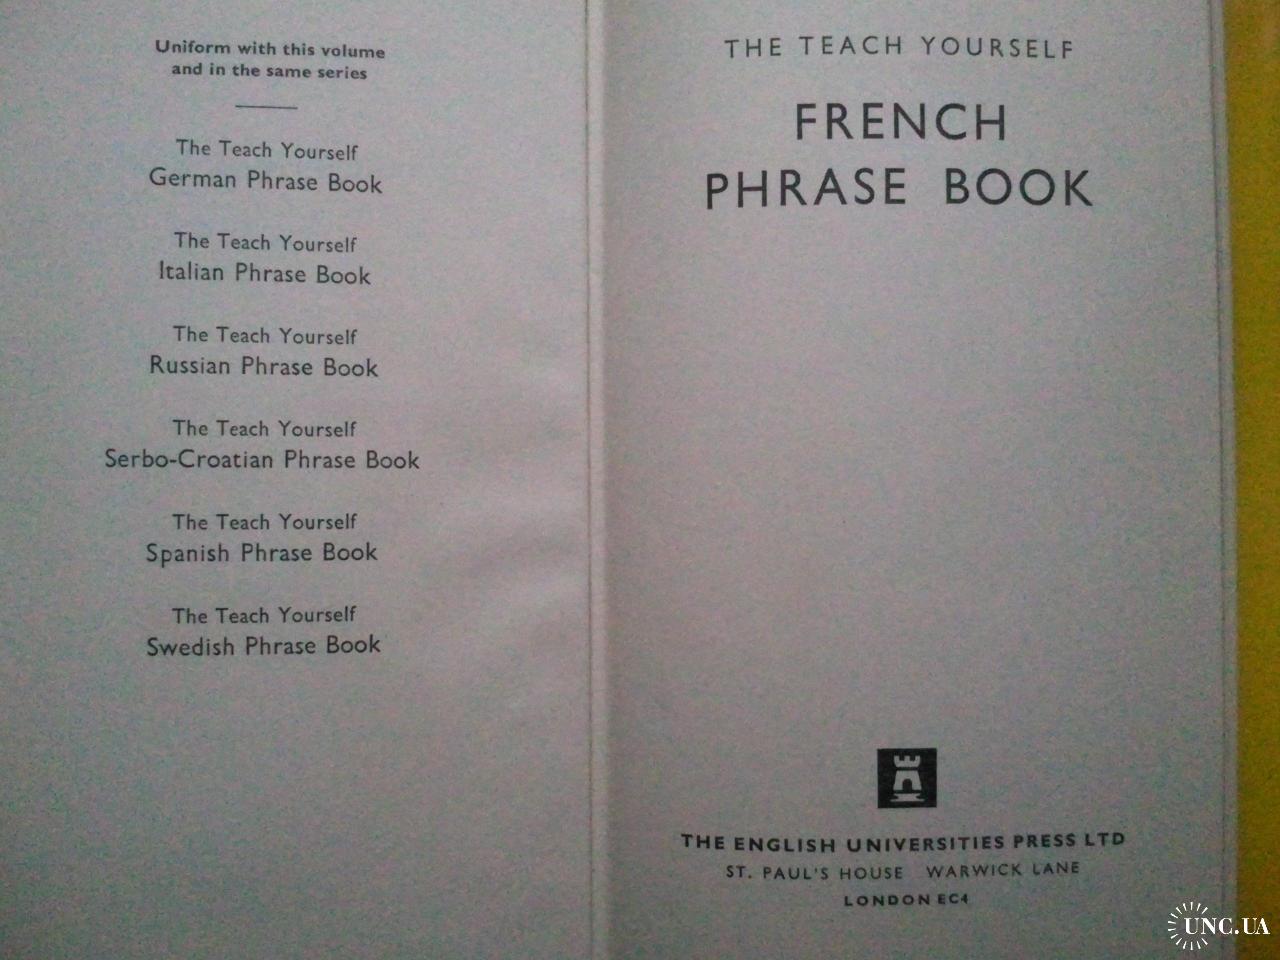 Uniform with this volume
and in the same series
The Teach Yourself
German Phrase Book
The Teach Yourself
Italian Phrase Book
The Teach Yourself
Russian Phrase Book
The Teach Yourself
Serbo-Croatian Phrase Book
The Teach Yourself
Spanish Phrase Book
The Teach Yourself
Swedish Phrase Book
THE TEACH YOURSELF
FRENCH
PHRASE BOOK
THE ENGLISH UNIVERSITIES PRESS LTD
ST. PAUL'S HOUSE WARWICK LANE
LONDON EC4
UNC.UA